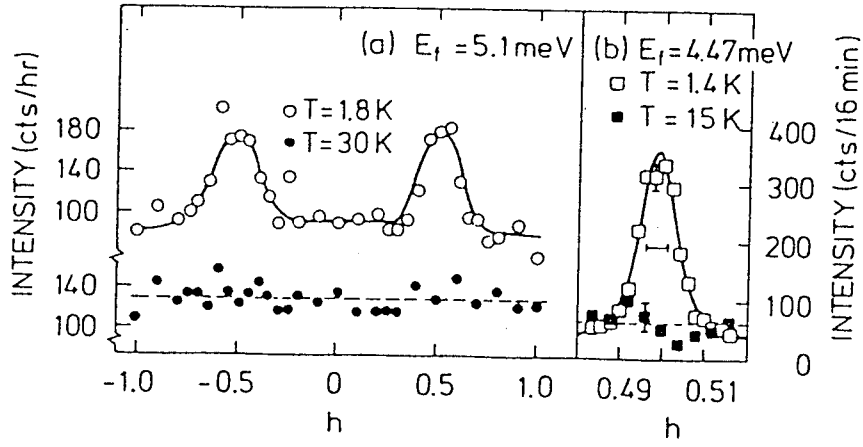 (a) E_f = 5.1 meV
○ T = 1.8 K
● T = 30 K
INTENSITY (cts/hr)
180
140
100
140
100
-1.0 -0.5 0 0.5 1.0
h
(b) E_f = 4.47 meV
□ T = 1.4 K
■ T = 15 K
400
300
200
100
0
INTENSITY (cts/16 min)
0.49 0.51
h